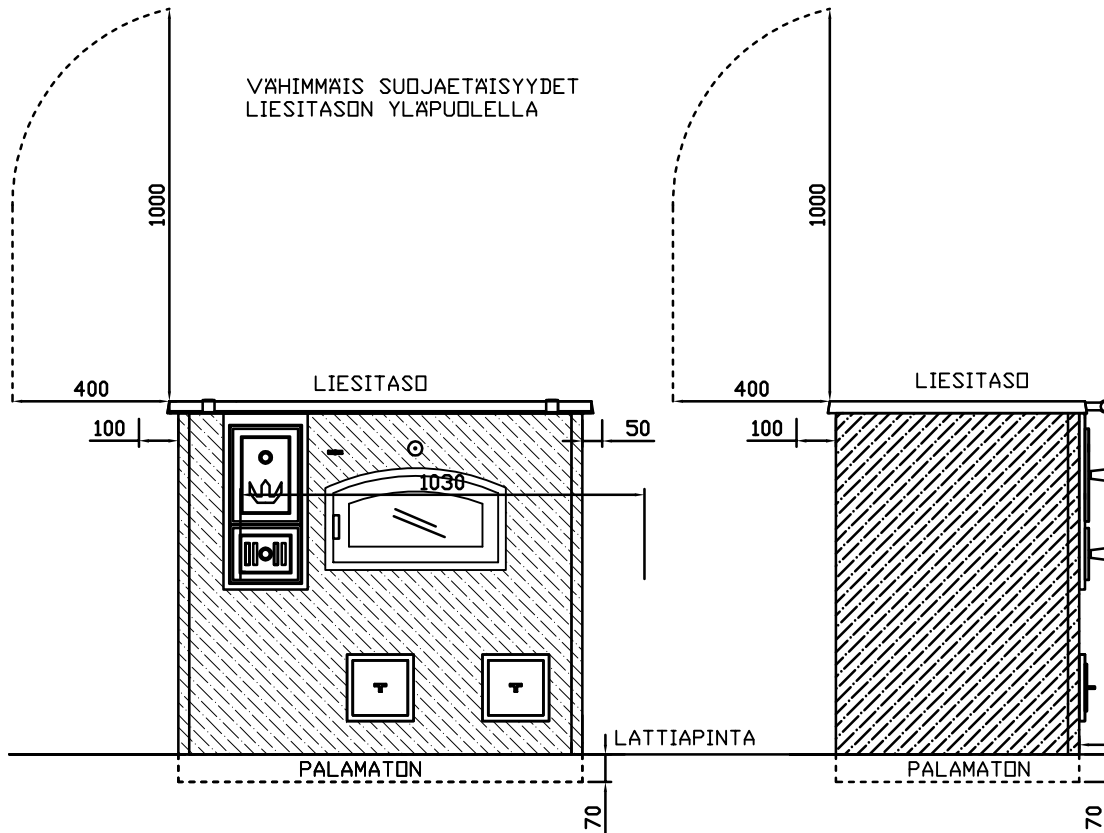 VÄHIMMÄIS SUOJAETÄISYYDET
LIESITASON YLÄPUOLELLA
1000
1000
400
LIESITASO
400
LIESITASO
100
50
100
1030
LATTIAPINTA
PALAMATON
PALAMATON
70
70